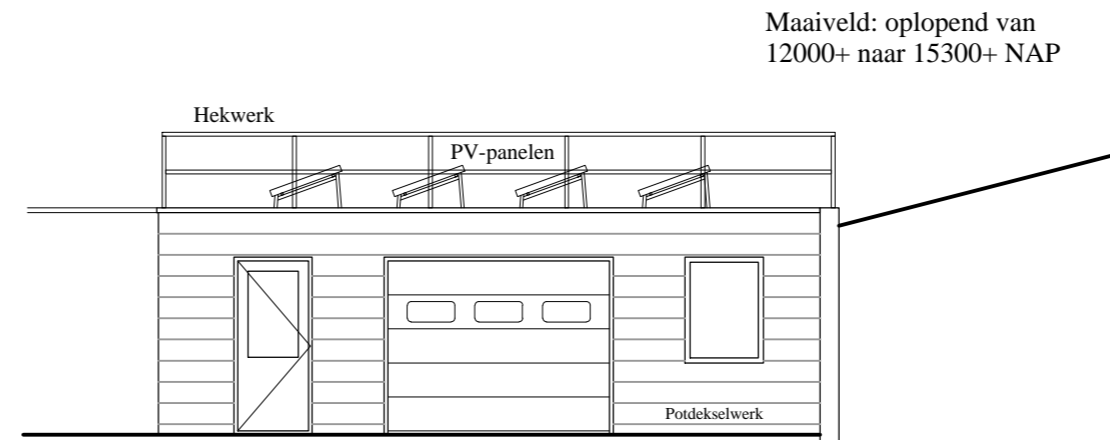 Maaiveld: oplopend van
12000+ naar 15300+ NAP
Hekwerk
PV-panelen
Potdekselwerk